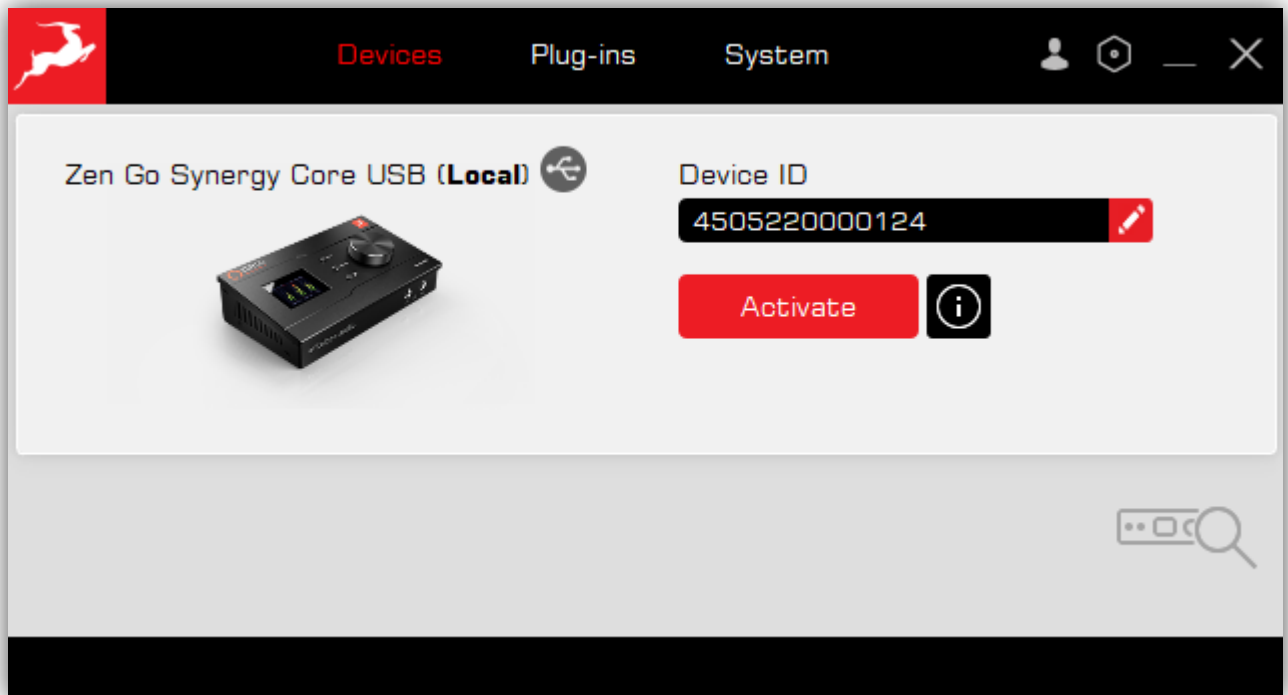 Devices Plug-ins System
Zen Go Synergy Core USB (Local)
Device ID
4505220000124
Activate